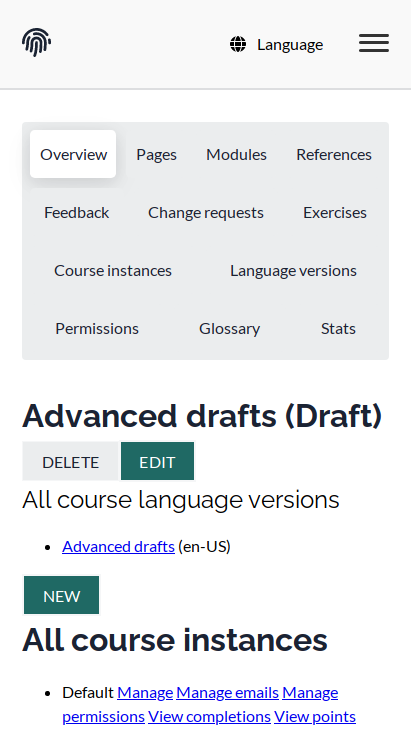 Language
Overview Pages Modules References
Feedback Change requests Exercises
Course instances Language versions
Permissions Glossary Stats
Advanced drafts (Draft)
DELETE EDIT
All course language versions
Advanced drafts (en-US)
NEW
All course instances
Default Manage Manage emails Manage
permissions View completions View points